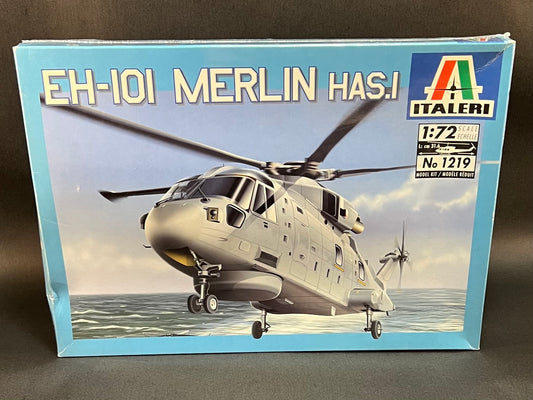 EH-101 MERLIN HAS.1
ITALERI
1:72 SCALE ECHELLE
No 1219
MODEL KIT / MODÈLE RÉDUIT